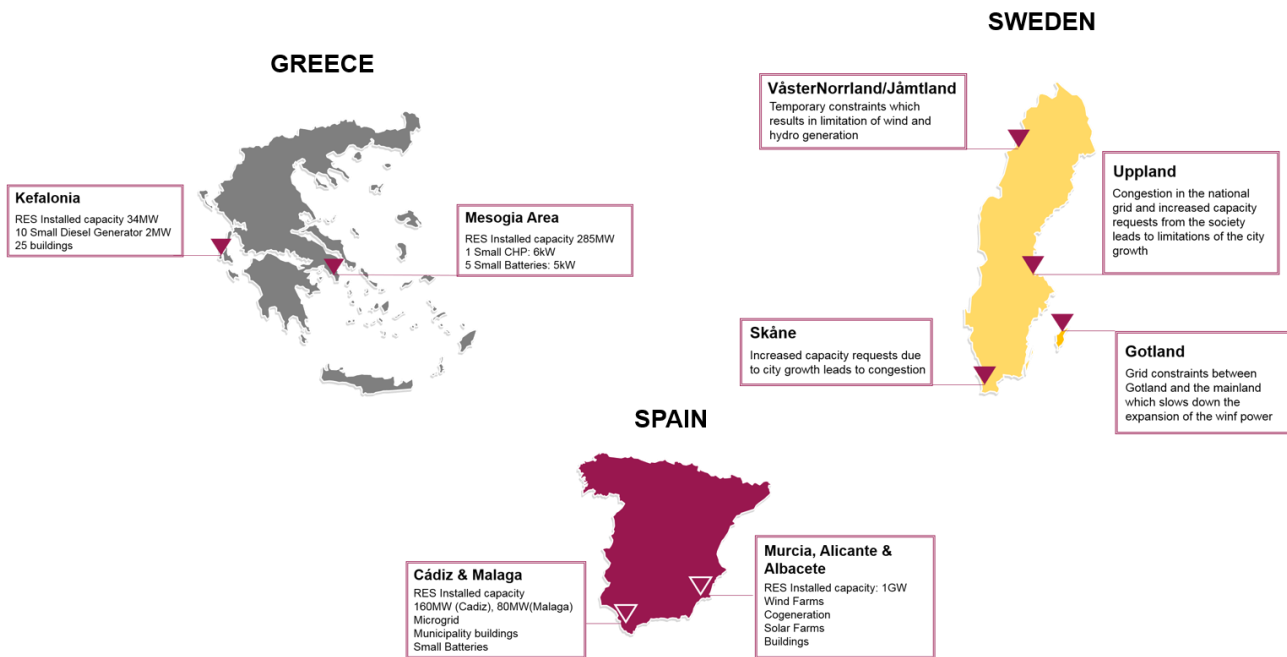 GREECE
Kefalonia
RES Installed capacity 34MW
10 Small Diesel Generator 2MW
25 buildings
Mesogia Area
RES Installed capacity 285MW
1 Small CHP: 6kW
5 Small Batteries: 5kW
SWEDEN
VåsterNorrland/Jåmtland
Temporary constraints which
results in limitation of wind and
hydro generation
Uppland
Congestion in the national
grid and increased capacity
requests from the society
leads to limitations of the city
growth
Skåne
Increased capacity requests due
to city growth leads to congestion
Gotland
Grid constraints between
Gotland and the mainland
which slows down the
expansion of the winf power
SPAIN
Cádiz & Malaga
RES Installed capacity
160MW (Cadiz), 80MW(Malaga)
Microgrid
Municipality buildings
Small Batteries
Murcia, Alicante &
Albacete
RES Installed capacity: 1GW
Wind Farms
Cogeneration
Solar Farms
Buildings